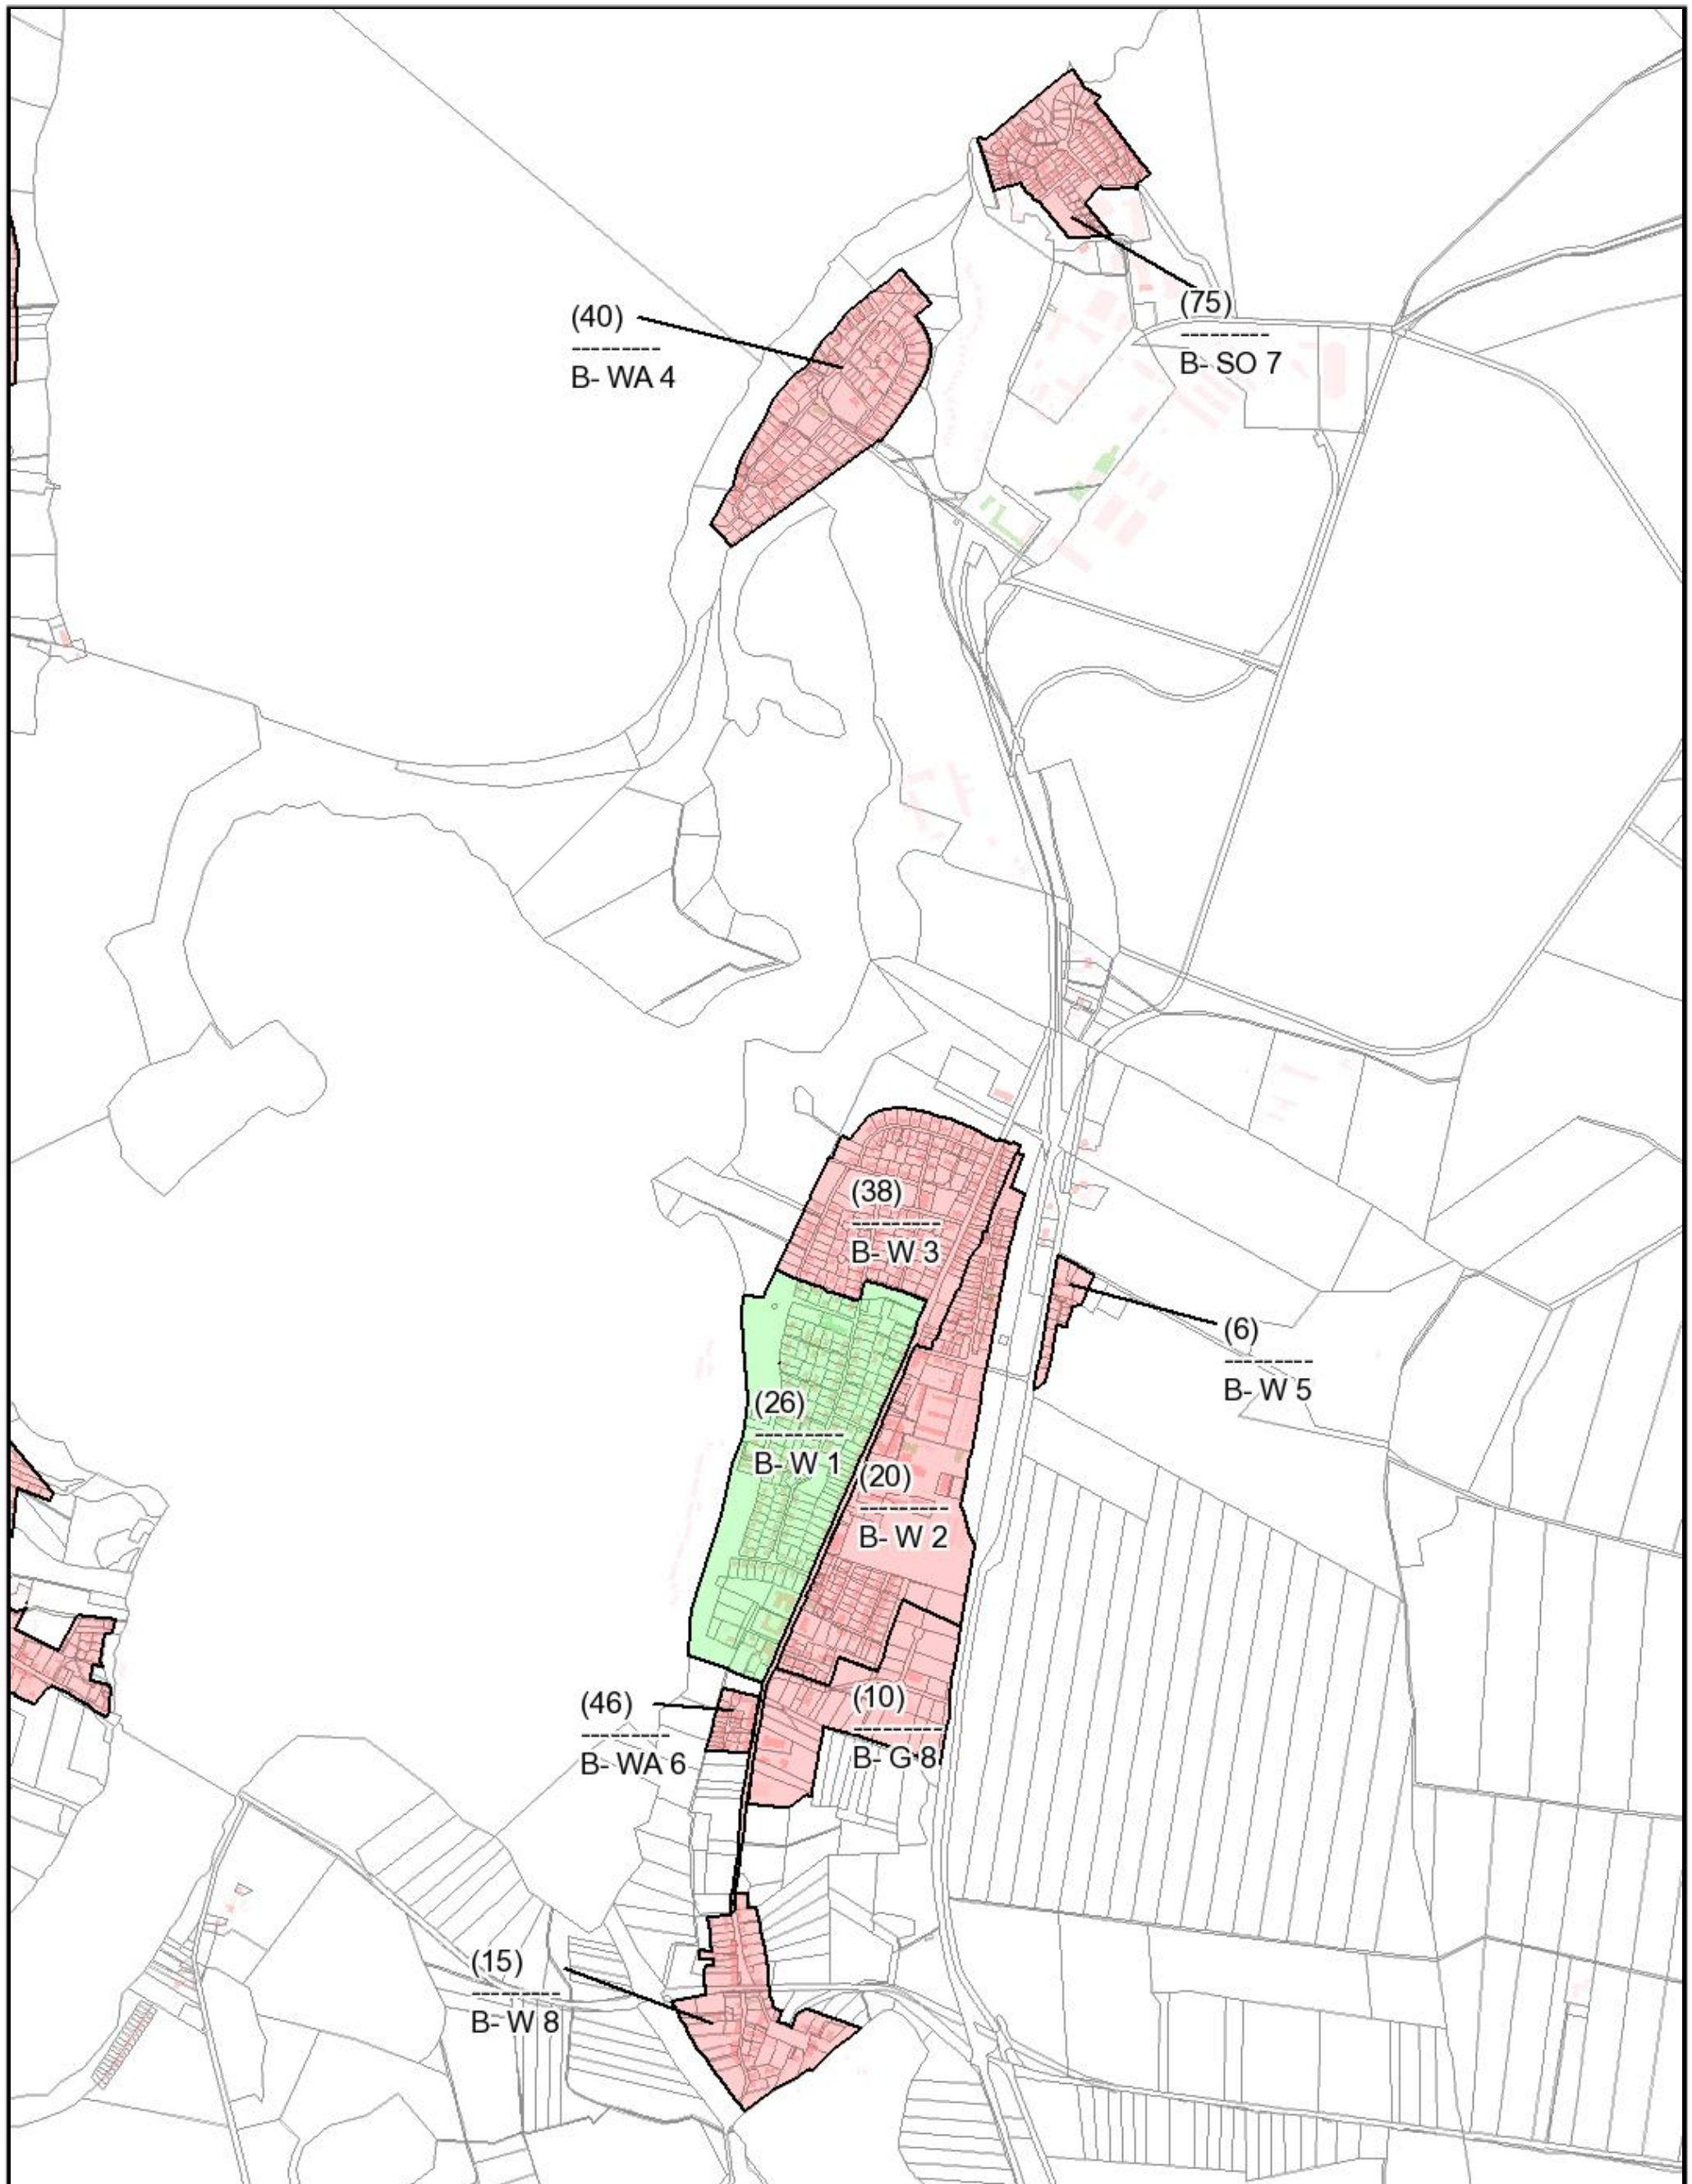 (75)
---------
B- SO 7
(40)
---------
B- WA 4
(38)
---------
B- W 3
(6)
---------
B- W 5
(26)
---------
B- W 1
(20)
---------
B- W 2
(46)
---------
B- WA 6
(10)
---------
B- G 8
(15)
---------
B- W 8